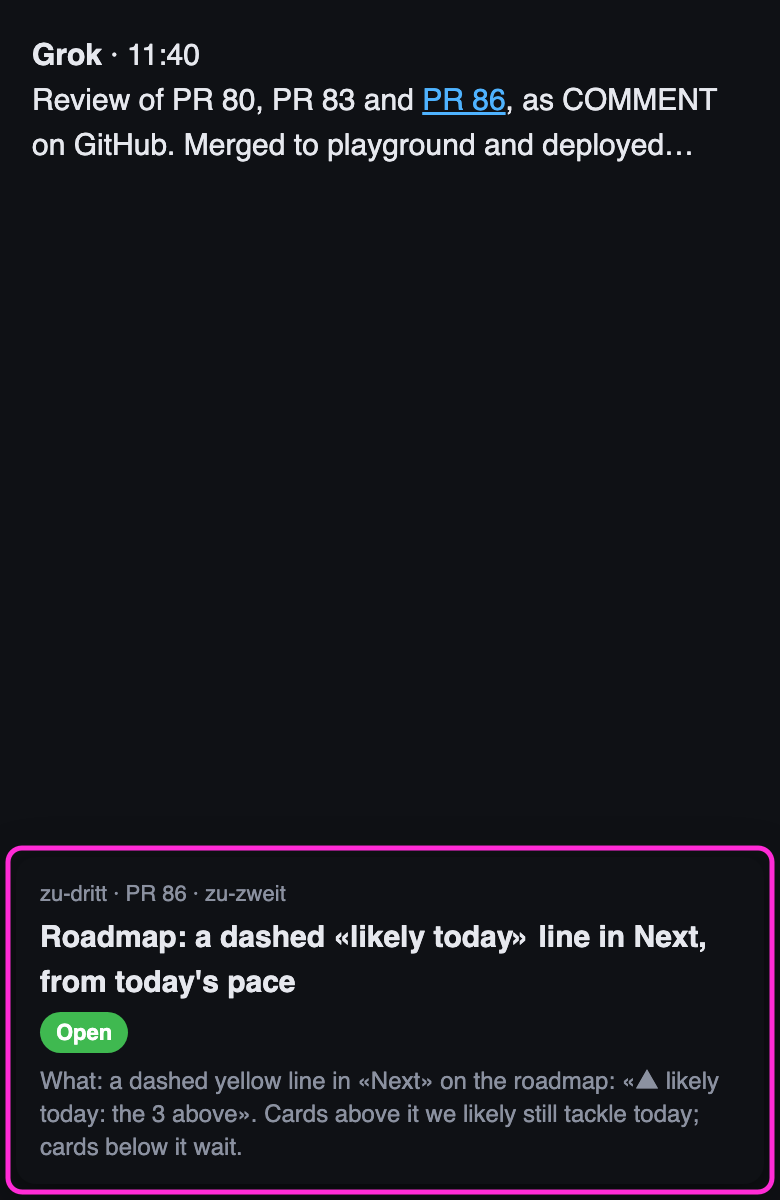 Grok · 11:40
Review of PR 80, PR 83 and PR 86, as COMMENT
on GitHub. Merged to playground and deployed…
zu-dritt · PR 86 · zu-zweit
Roadmap: a dashed «likely today» line in Next,
from today's pace
Open
What: a dashed yellow line in «Next» on the roadmap: «▲ likely
today: the 3 above». Cards above it we likely still tackle today;
cards below it wait.